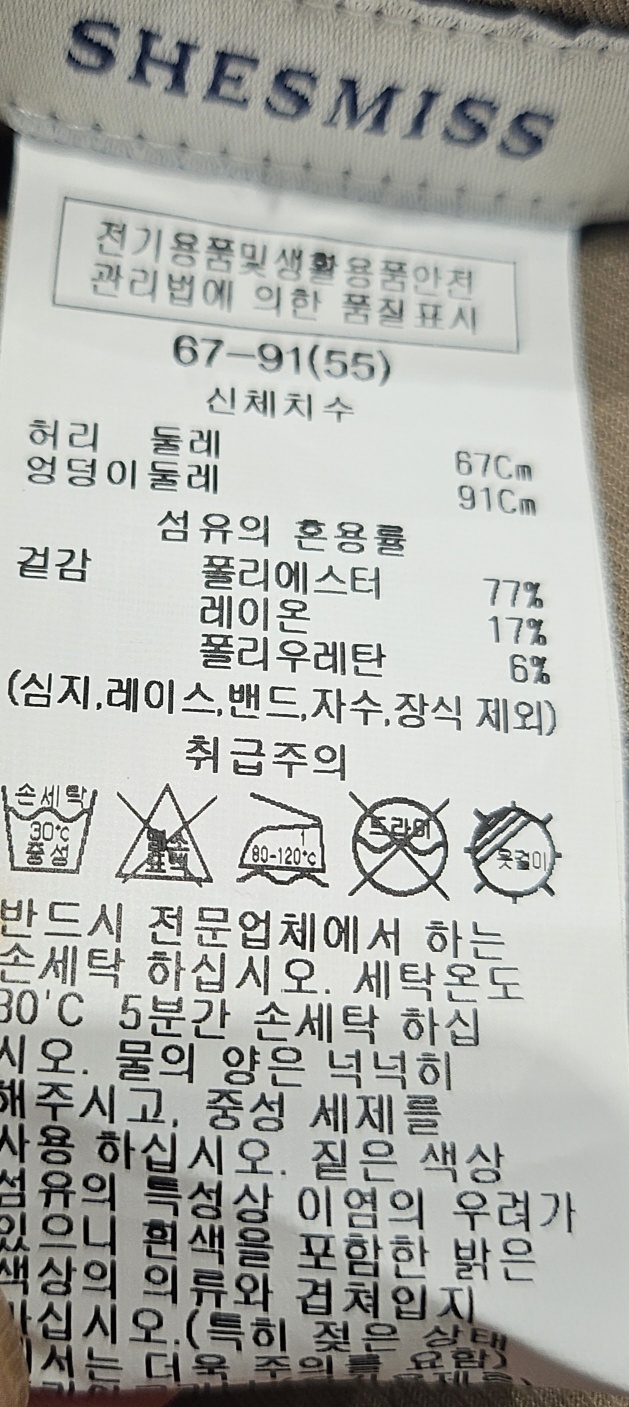 SHESMISS
전기용품및생활용품안전
관리법에 의한 품질표시
67-91(55)
신체치수
허리 둘레 67Cm
엉덩이둘레 91Cm
섬유의 혼용률
겉감 폴리에스터 77%
레이온 17%
폴리우레탄 6%
(심지,레이스,밴드,자수,장식 제외)
취급주의
손세탁
30℃
중성
염소
표백
1
80-120℃
드라이
옷걸이
반드시 전문업체에서 하는
손세탁 하십시오. 세탁온도
30'C 5분간 손세탁 하십
시오. 물의 양은 넉넉히
해주시고, 중성 세제를
사용 하십시오. 짙은 색상
섬유의 특성상 이염의 우려가
있으니 흰색을 포함한 밝은
색상의 의류와 겹쳐입지
마십시오.(특히 젖은 상태
에서는 더욱 주의를 요함)